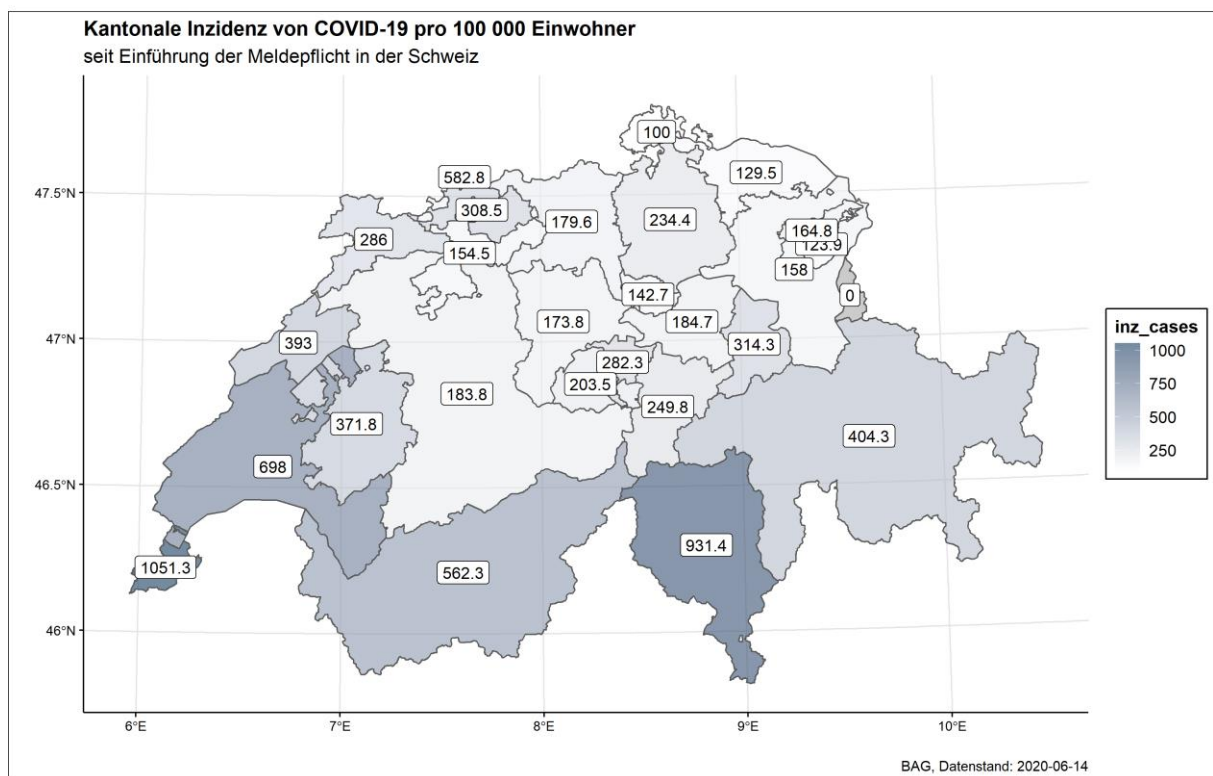 Kantonale Inzidenz von COVID-19 pro 100 000 Einwohner
seit Einführung der Meldepflicht in der Schweiz
100
582.8
129.5
47.5°N
308.5
179.6
234.4
164.8
123.9
286
154.5
158
142.7
0
173.8
184.7
47°N
393
314.3
282.3
203.5
183.8
249.8
371.8
404.3
698
46.5°N
931.4
1051.3
562.3
46°N
6°E
7°E
8°E
9°E
10°E
inz_cases
1000
750
500
250
BAG, Datenstand: 2020-06-14